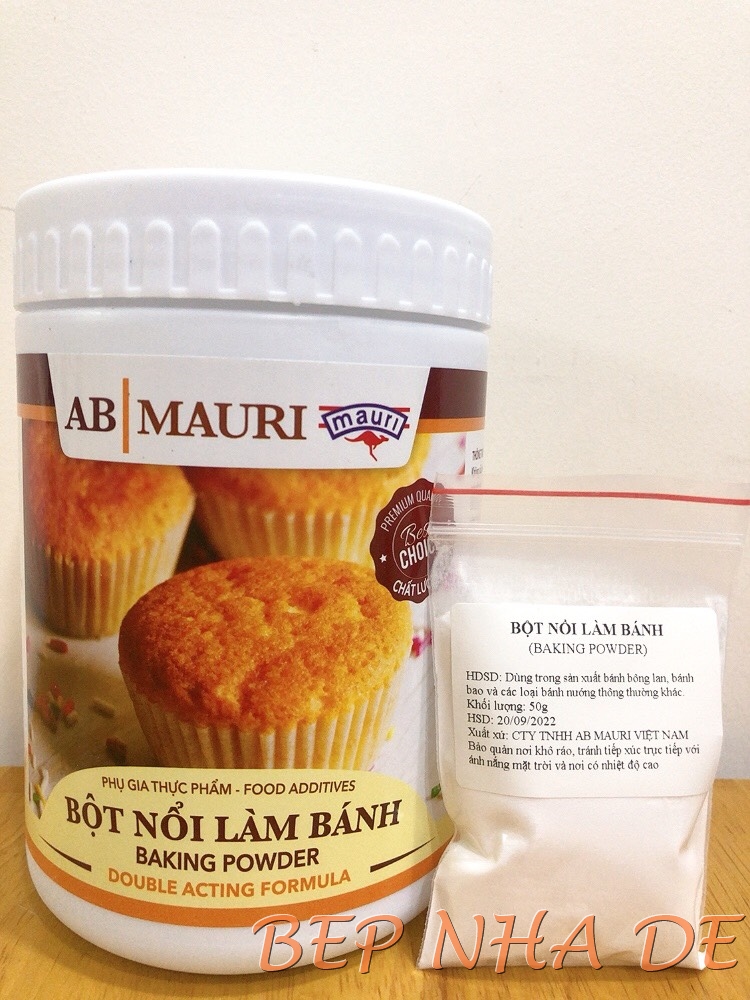 AB MAURI
mauri
PREMIUM QUA
Best
CHOIC
CHẤT LƯỢ
PHỤ GIA THỰC PHẨM - FOOD ADDITIVES
BỘT NỔI LÀM BÁNH
BAKING POWDER
DOUBLE ACTING FORMULA
BỘT NỔI LÀM BÁNH
(BAKING POWDER)
HDSD: Dùng trong sản xuất bánh bông lan, bánh
bao và các loại bánh nướng thông thường khác.
Khối lượng: 50g
HSD: 20/09/2022
Xuất xứ: CTY TNHH AB MAURI VIỆT NAM
Bảo quản nơi khô ráo, tránh tiếp xúc trực tiếp với
ánh nắng mặt trời và nơi có nhiệt độ cao
BEP NHA DE